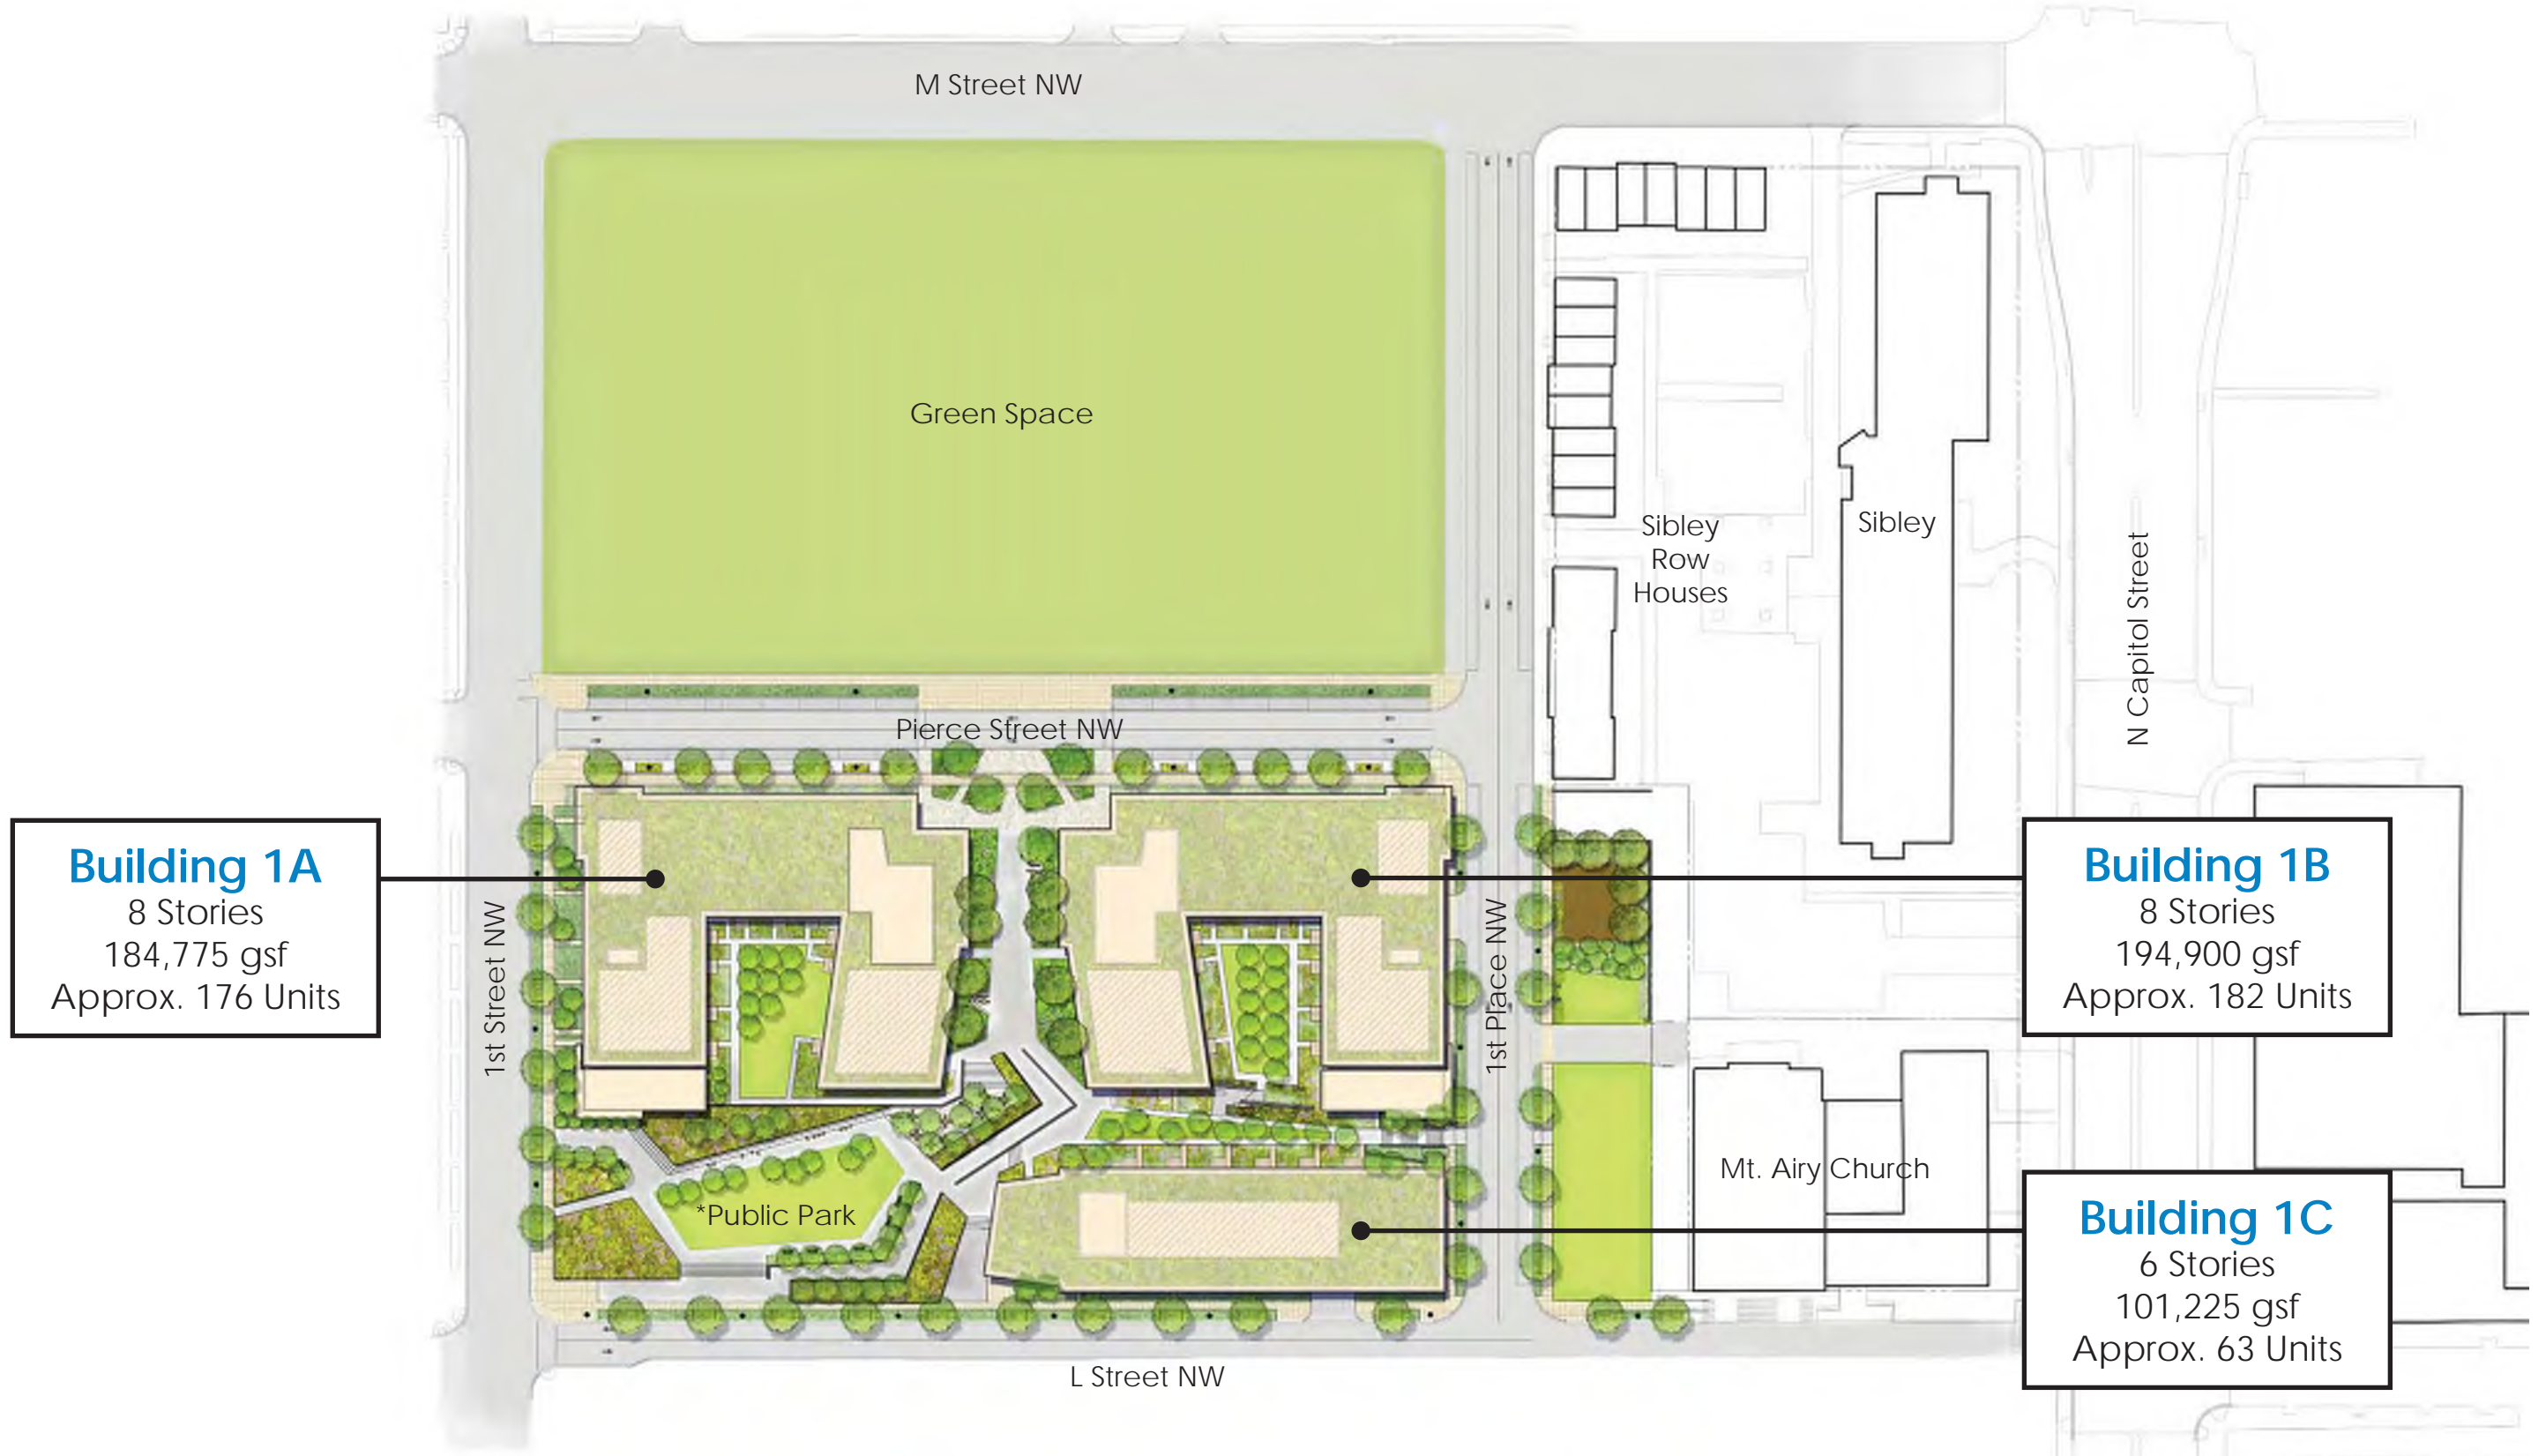 M Street NW
Green Space
Sibley
Row
Houses
Sibley
N Capitol Street
Pierce Street NW
Building 1A
8 Stories
184,775 gsf
Approx. 176 Units
1st Street NW
1st Place NW
Building 1B
8 Stories
194,900 gsf
Approx. 182 Units
*Public Park
Mt. Airy Church
Building 1C
6 Stories
101,225 gsf
Approx. 63 Units
L Street NW